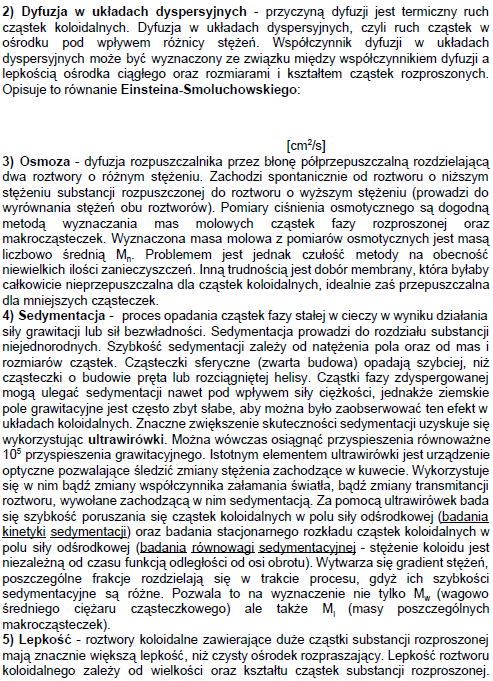 2) Dyfuzja w układach dyspersyjnych - przyczyną dyfuzji jest termiczny ruch
cząstek koloidalnych. Dyfuzja w układach dyspersyjnych, czyli ruch cząstek w
ośrodku pod wpływem różnicy stężeń. Współczynnik dyfuzji w układach
dyspersyjnych może być wyznaczony ze związku między współczynnikiem dyfuzji a
lepkością ośrodka ciągłego oraz rozmiarami i kształtem cząstek rozproszonych.
Opisuje to równanie Einsteina-Smoluchowskiego:
[cm²/s]
3) Osmoza - dyfuzja rozpuszczalnika przez błonę półprzepuszczalną rozdzielającą
dwa roztwory o różnym stężeniu. Zachodzi spontanicznie od roztworu o niższym
stężeniu substancji rozpuszczonej do roztworu o wyższym stężeniu (prowadzi do
wyrównania stężeń obu roztworów). Pomiary ciśnienia osmotycznego są dogodną
metodą wyznaczania mas molowych cząstek fazy rozproszonej oraz
makrocząsteczek. Wyznaczona masa molowa z pomiarów osmotycznych jest masą
liczbowo średnią Mₙ. Problemem jest jednak czułość metody na obecność
niewielkich ilości zanieczyszczeń. Inną trudnością jest dobór membrany, która byłaby
całkowicie nieprzepuszczalna dla cząstek koloidalnych, idealnie zaś przepuszczalna
dla mniejszych cząsteczek.
4) Sedymentacja - proces opadania cząstek fazy stałej w cieczy w wyniku działania
siły grawitacji lub sił bezwładności. Sedymentacja prowadzi do rozdziału substancji
niejednorodnych. Szybkość sedymentacji zależy od natężenia pola oraz od mas i
rozmiarów cząstek. Cząsteczki sferyczne (zwarta budowa) opadają szybciej, niż
cząsteczki o budowie pręta lub rozciągniętej helisy. Cząstki fazy zdyspergowanej
mogą ulegać sedymentacji nawet pod wpływem siły ciężkości, jednakże ziemskie
pole grawitacyjne jest często zbyt słabe, aby można było zaobserwować ten efekt w
układach koloidalnych. Znaczne zwiększenie skuteczności sedymentacji uzyskuje się
wykorzystując ultrawirówki. Można wówczas osiągnąć przyspieszenia równoważne
10⁵ przyspieszenia grawitacyjnego. Istotnym elementem ultrawirówki jest urządzenie
optyczne pozwalające śledzić zmiany stężenia zachodzące w kuwecie. Wykorzystuje
się w nim bądź zmiany współczynnika załamania światła, bądź zmiany transmitancji
roztworu, wywołane zachodzącą w nim sedymentacją. Za pomocą ultrawirówek bada
się szybkość poruszania się cząstek koloidalnych w polu siły odśrodkowej (badania
kinetyki sedymentacji) oraz badania stacjonarnego rozkładu cząstek koloidalnych w
polu siły odśrodkowej (badania równowagi sedymentacyjnej - stężenie koloidu jest
niezależną od czasu funkcją odległości od osi obrotu). Wytwarza się gradient stężeń,
poszczególne frakcje rozdzielają się w trakcie procesu, gdyż ich szybkości
sedymentacyjne są różne. Pozwala to na wyznaczenie nie tylko M_w (wagowo
średniego ciężaru cząsteczkowego) ale także Mᵢ (masy poszczególnych
makrocząsteczek).
5) Lepkość - roztwory koloidalne zawierające duże cząstki substancji rozproszonej
mają znacznie większą lepkość, niż czysty ośrodek rozpraszający. Lepkość roztworu
koloidalnego zależy od wielkości oraz kształtu cząstek substancji rozproszonej.